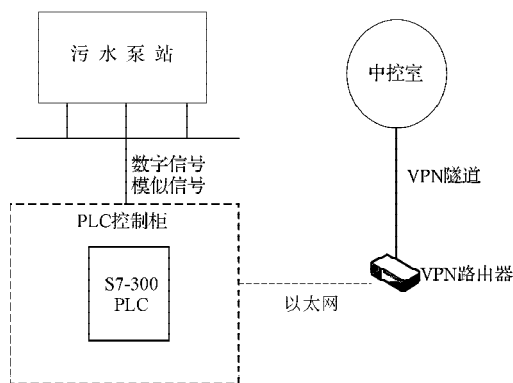 污水泵站
中控室
数字信号
模似信号
VPN隧道
PLC控制柜
S7-300
PLC
VPN路由器
以太网